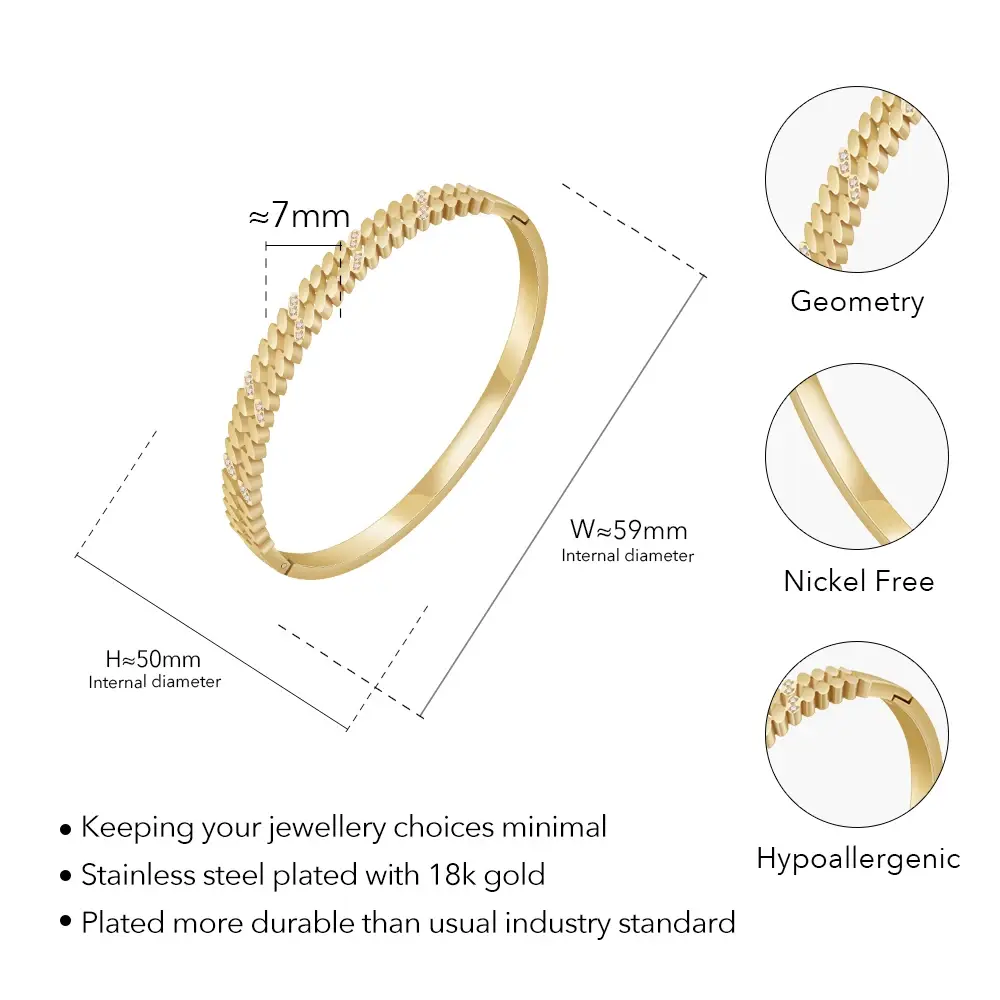 ≈7mm
Geometry
W≈59mm
Internal diameter
Nickel Free
H≈50mm
Internal diameter
Hypoallergenic
• Keeping your jewellery choices minimal
• Stainless steel plated with 18k gold
• Plated more durable than usual industry standard